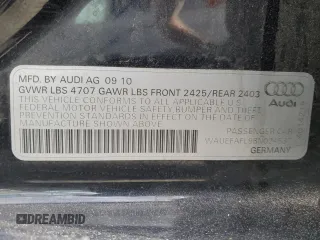 MFD. BY AUDI AG 09 10
GVWR LBS 4707 GAWR LBS FRONT 2425/REAR 2403
THIS VEHICLE CONFORMS TO ALL APPLICABLE U.S.
FEDERAL MOTOR VEHICLE SAFETY BUMPER AND
THEFT PREVENTION STANDARDS IN EFFECT ON THE
DATE OF MANUFACTURE SHOWN ABOVE
Audi
PASSENGER CAR
GERMANY
DREAMBID